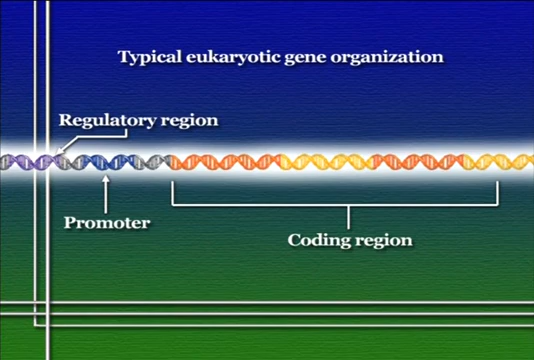 Typical eukaryotic gene organization
Regulatory region
Promoter
Coding region